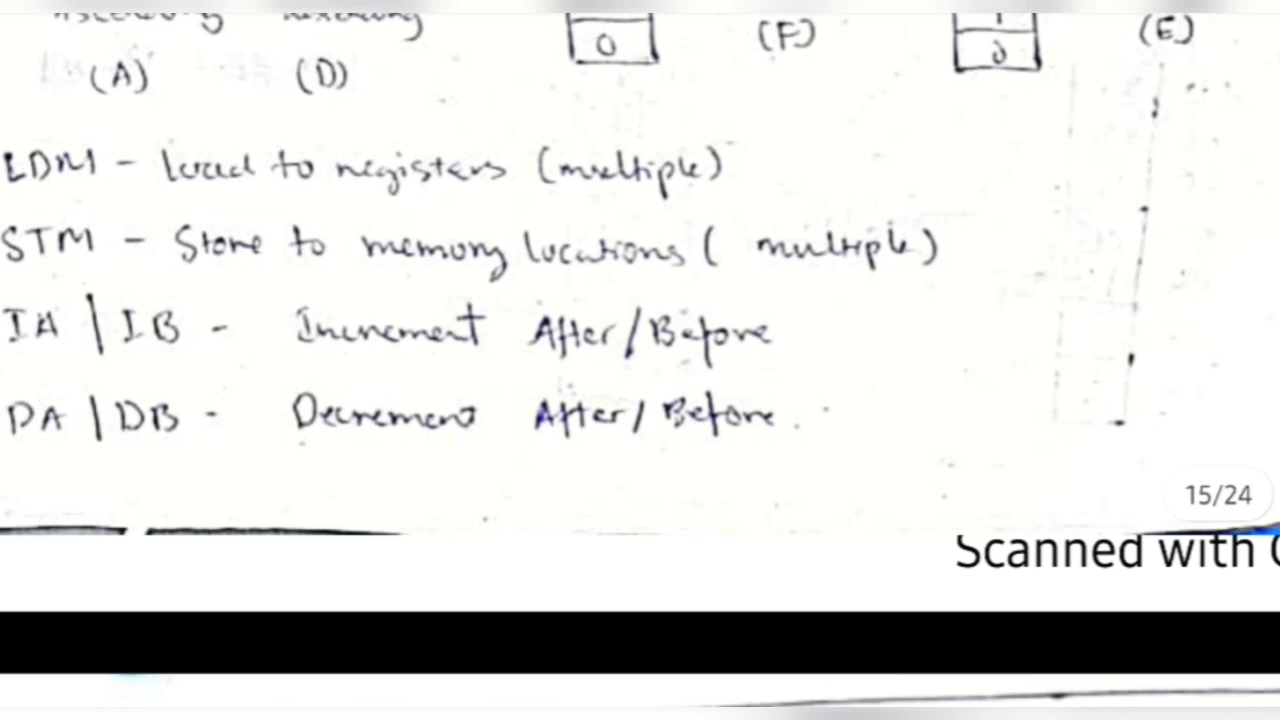 0 (F) 0 (E)
(A) (D)
LDM - load to registers (multiple)
STM - Store to memory locations ( multiple)
IA | IB - Increment After/Before
DA | DB - Decrement After/Before.
15/24
Scanned with